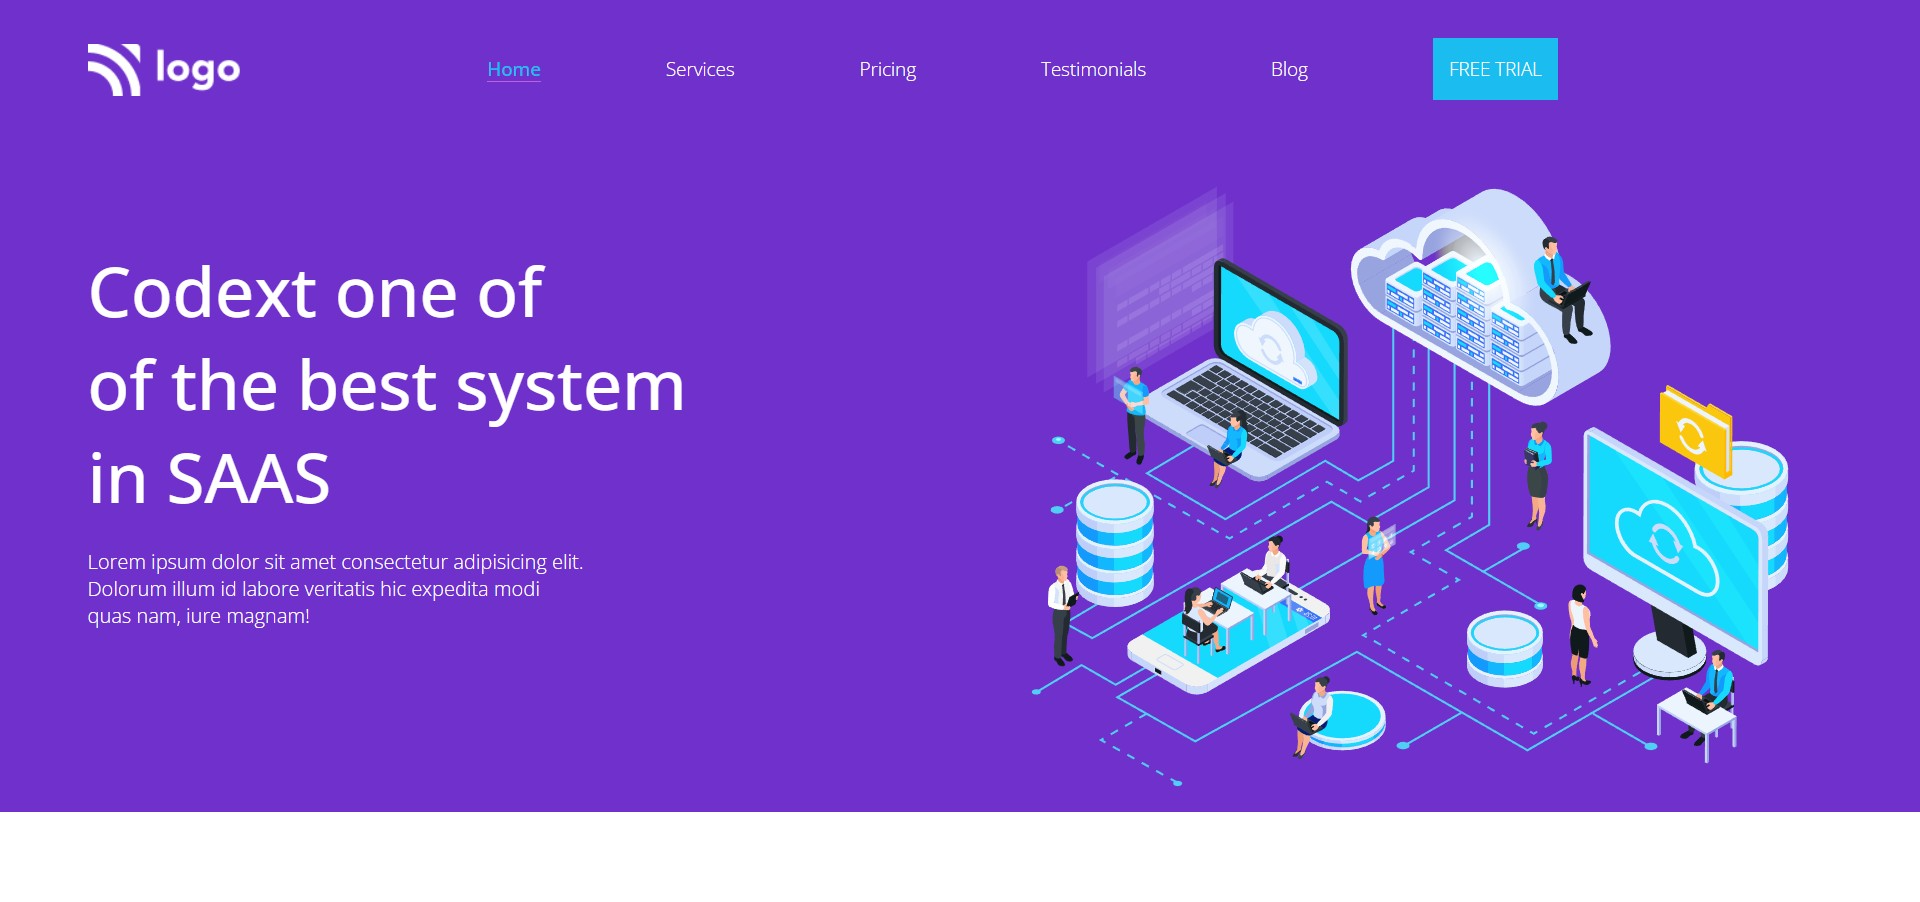 logo
Home
Services
Pricing
Testimonials
Blog
FREE TRIAL
Codext one of
of the best system
in SAAS
Lorem ipsum dolor sit amet consectetur adipisicing elit.
Dolorum illum id labore veritatis hic expedita modi
quas nam, iure magnam!